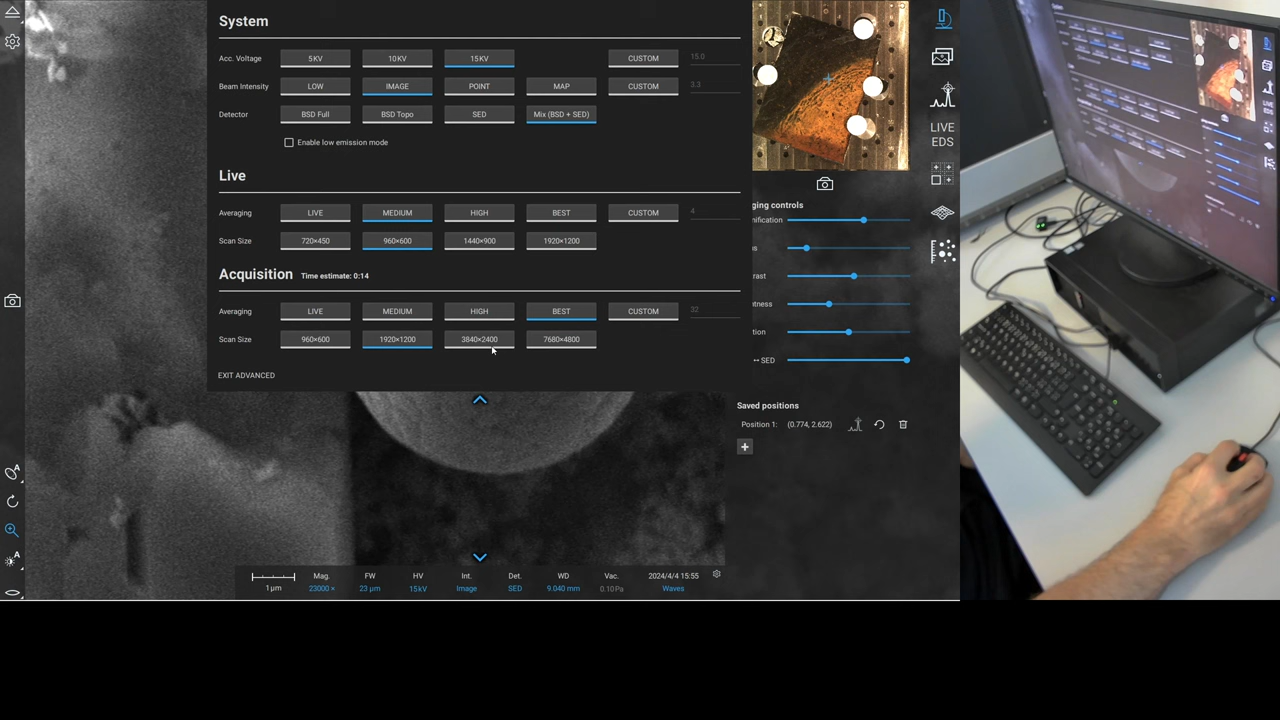 System
Acc. Voltage 5KV 10KV 15KV CUSTOM 15.0
Beam Intensity LOW IMAGE POINT MAP CUSTOM 3.3
Detector BSD Full BSD Topo SED Mix (BSD + SED)
Enable low emission mode
LIVE
EDS
Live
Averaging LIVE MEDIUM HIGH BEST CUSTOM 4
Scan Size 720×450 960×600 1440×900 1920×1200
ging controls
nification
s
rast
ntness
tion
↔ SED
Acquisition Time estimate: 0:14
Averaging LIVE MEDIUM HIGH BEST CUSTOM 32
Scan Size 960×600 1920×1200 3840×2400 7680×4800
EXIT ADVANCED
Saved positions
Position 1: (0.774, 2.622)
A
A
1 µm
Mag. FW HV Int. Det. WD Vac. 2024/4/4 15:55
23000 × 23 µm 15 kV Image SED 9.040 mm 0.10 Pa Waves